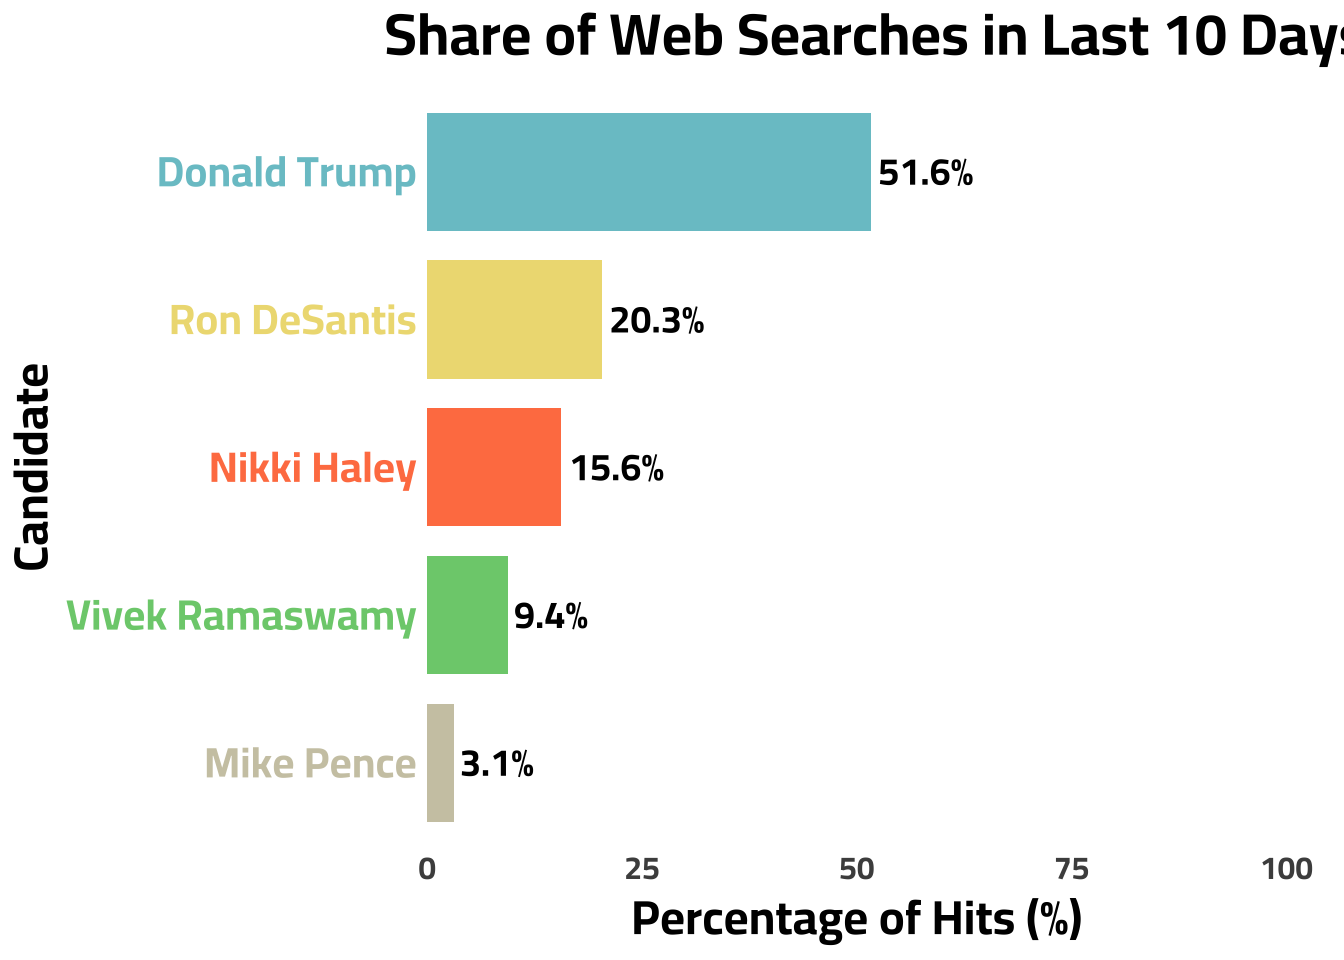 Share of Web Searches in Last 10 Days
Donald Trump 51.6%
Ron DeSantis 20.3%
Nikki Haley 15.6%
Vivek Ramaswamy 9.4%
Mike Pence 3.1%
Candidate
0 25 50 75 100
Percentage of Hits (%)